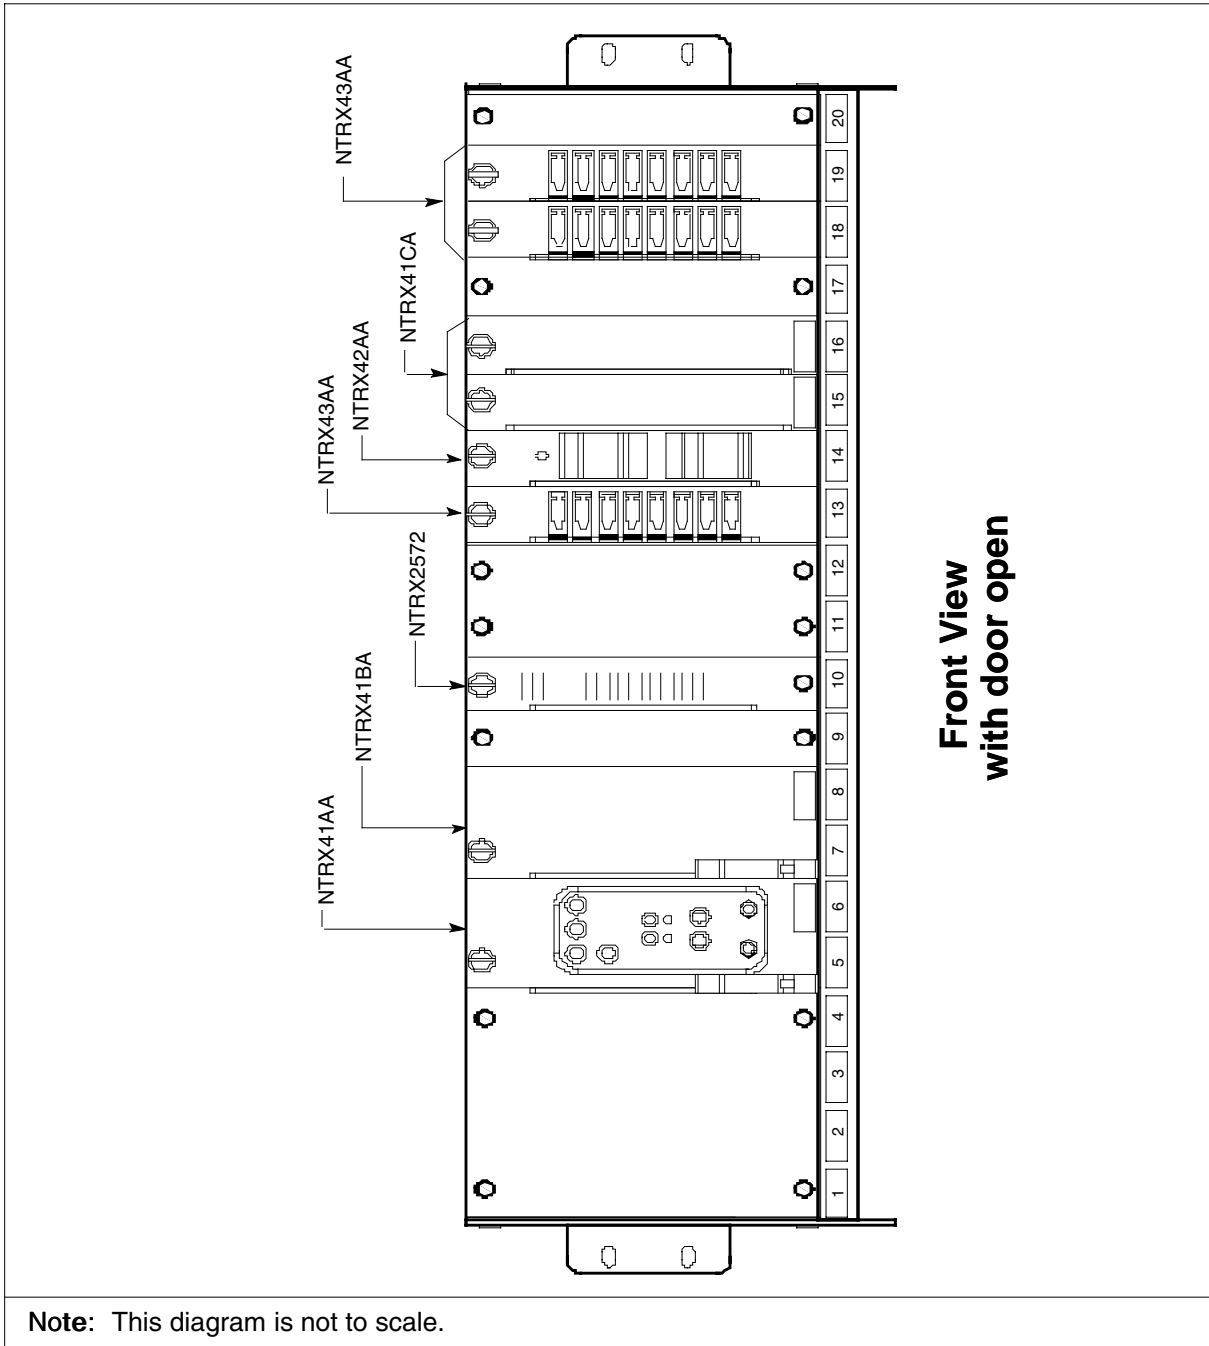 NTRX41AA
NTRX41BA
NTRX2572
NTRX43AA
NTRX42AA
NTRX41CA
NTRX43AA
1
2
3
4
5
6
7
8
9
10
11
12
13
14
15
16
17
18
19
20
Front View
with door open
Note: This diagram is not to scale.